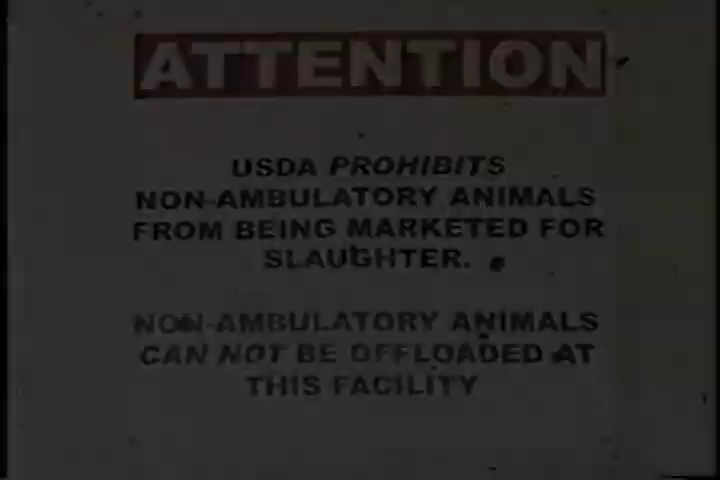 ATTENTION
USDA PROHIBITS
NON-AMBULATORY ANIMALS
FROM BEING MARKETED FOR
SLAUGHTER.
NON-AMBULATORY ANIMALS
CAN NOT BE OFFLOADED AT
THIS FACILITY